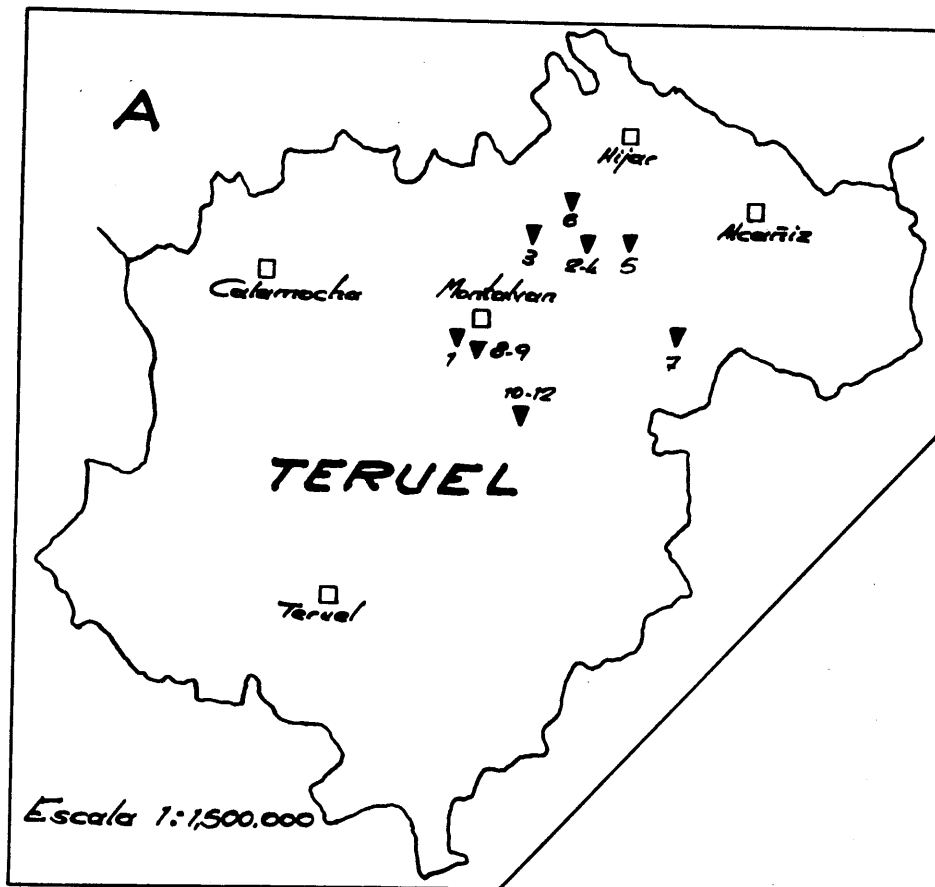 A
Hijar
6
3
2-4
5
Alcañiz
Calamocha
Montalvan
1
8-9
7
10-12
TERUEL
Teruel
Escala 1:1,500.000